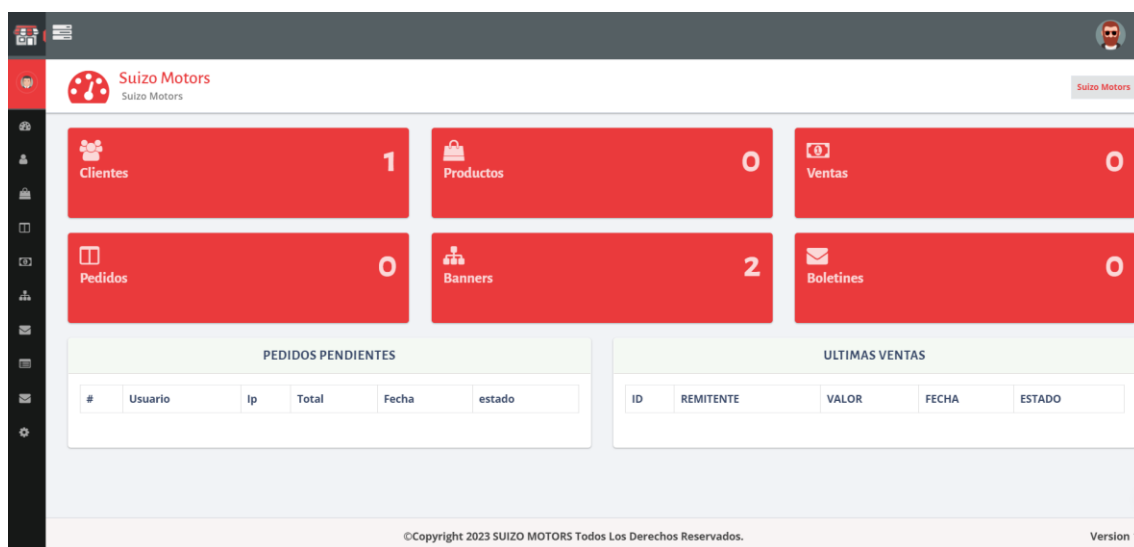 Suizo Motors
Suizo Motors
Suizo Motors
Clientes 1
Productos 0
Ventas 0
Pedidos 0
Banners 2
Boletines 0
PEDIDOS PENDIENTES
# Usuario Ip Total Fecha estado
ULTIMAS VENTAS
ID REMITENTE VALOR FECHA ESTADO
©Copyright 2023 SUIZO MOTORS Todos Los Derechos Reservados.
Version